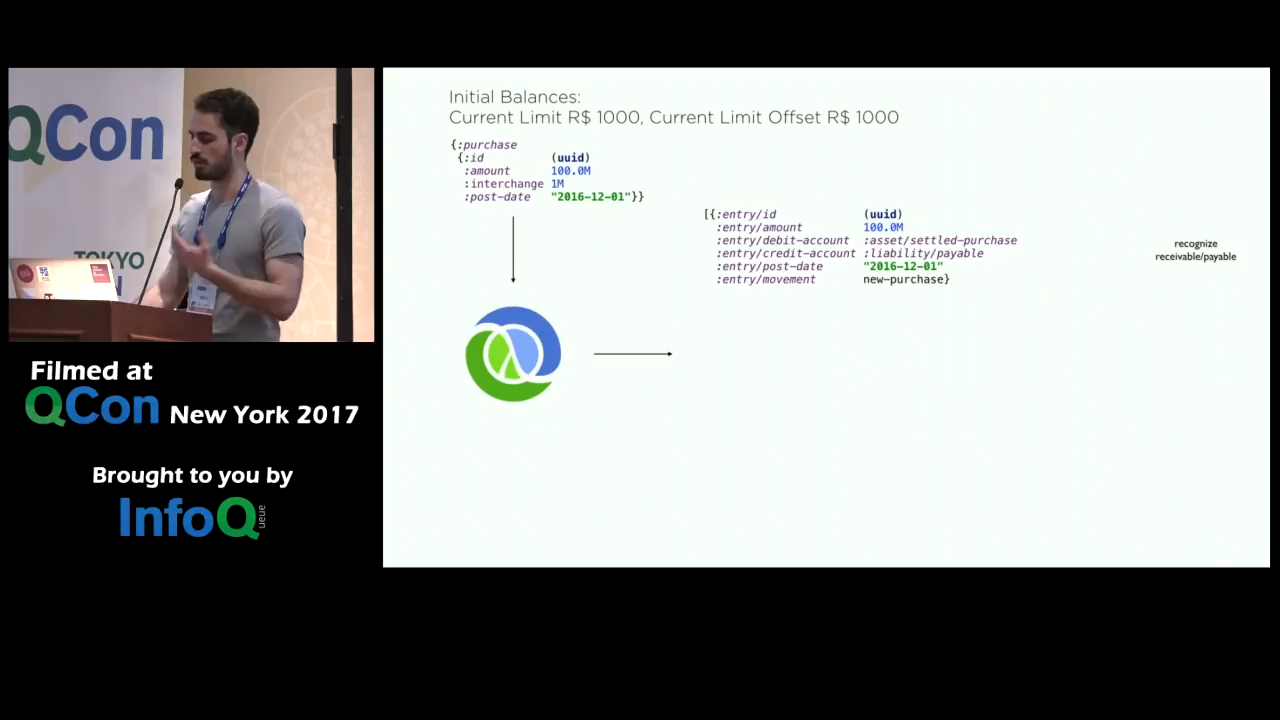 QCon
TOKYO
Filmed at
QCon New York 2017
Brought to you by
InfoQ
ueue
Initial Balances:
Current Limit R$ 1000, Current Limit Offset R$ 1000
{:purchase
{:id (uuid)
:amount 100.0M
:interchange 1M
:post-date "2016-12-01"}}
[{:entry/id (uuid)
:entry/amount 100.0M
:entry/debit-account :asset/settled-purchase
:entry/credit-account :liability/payable
:entry/post-date "2016-12-01"
:entry/movement new-purchase}
recognize
receivable/payable